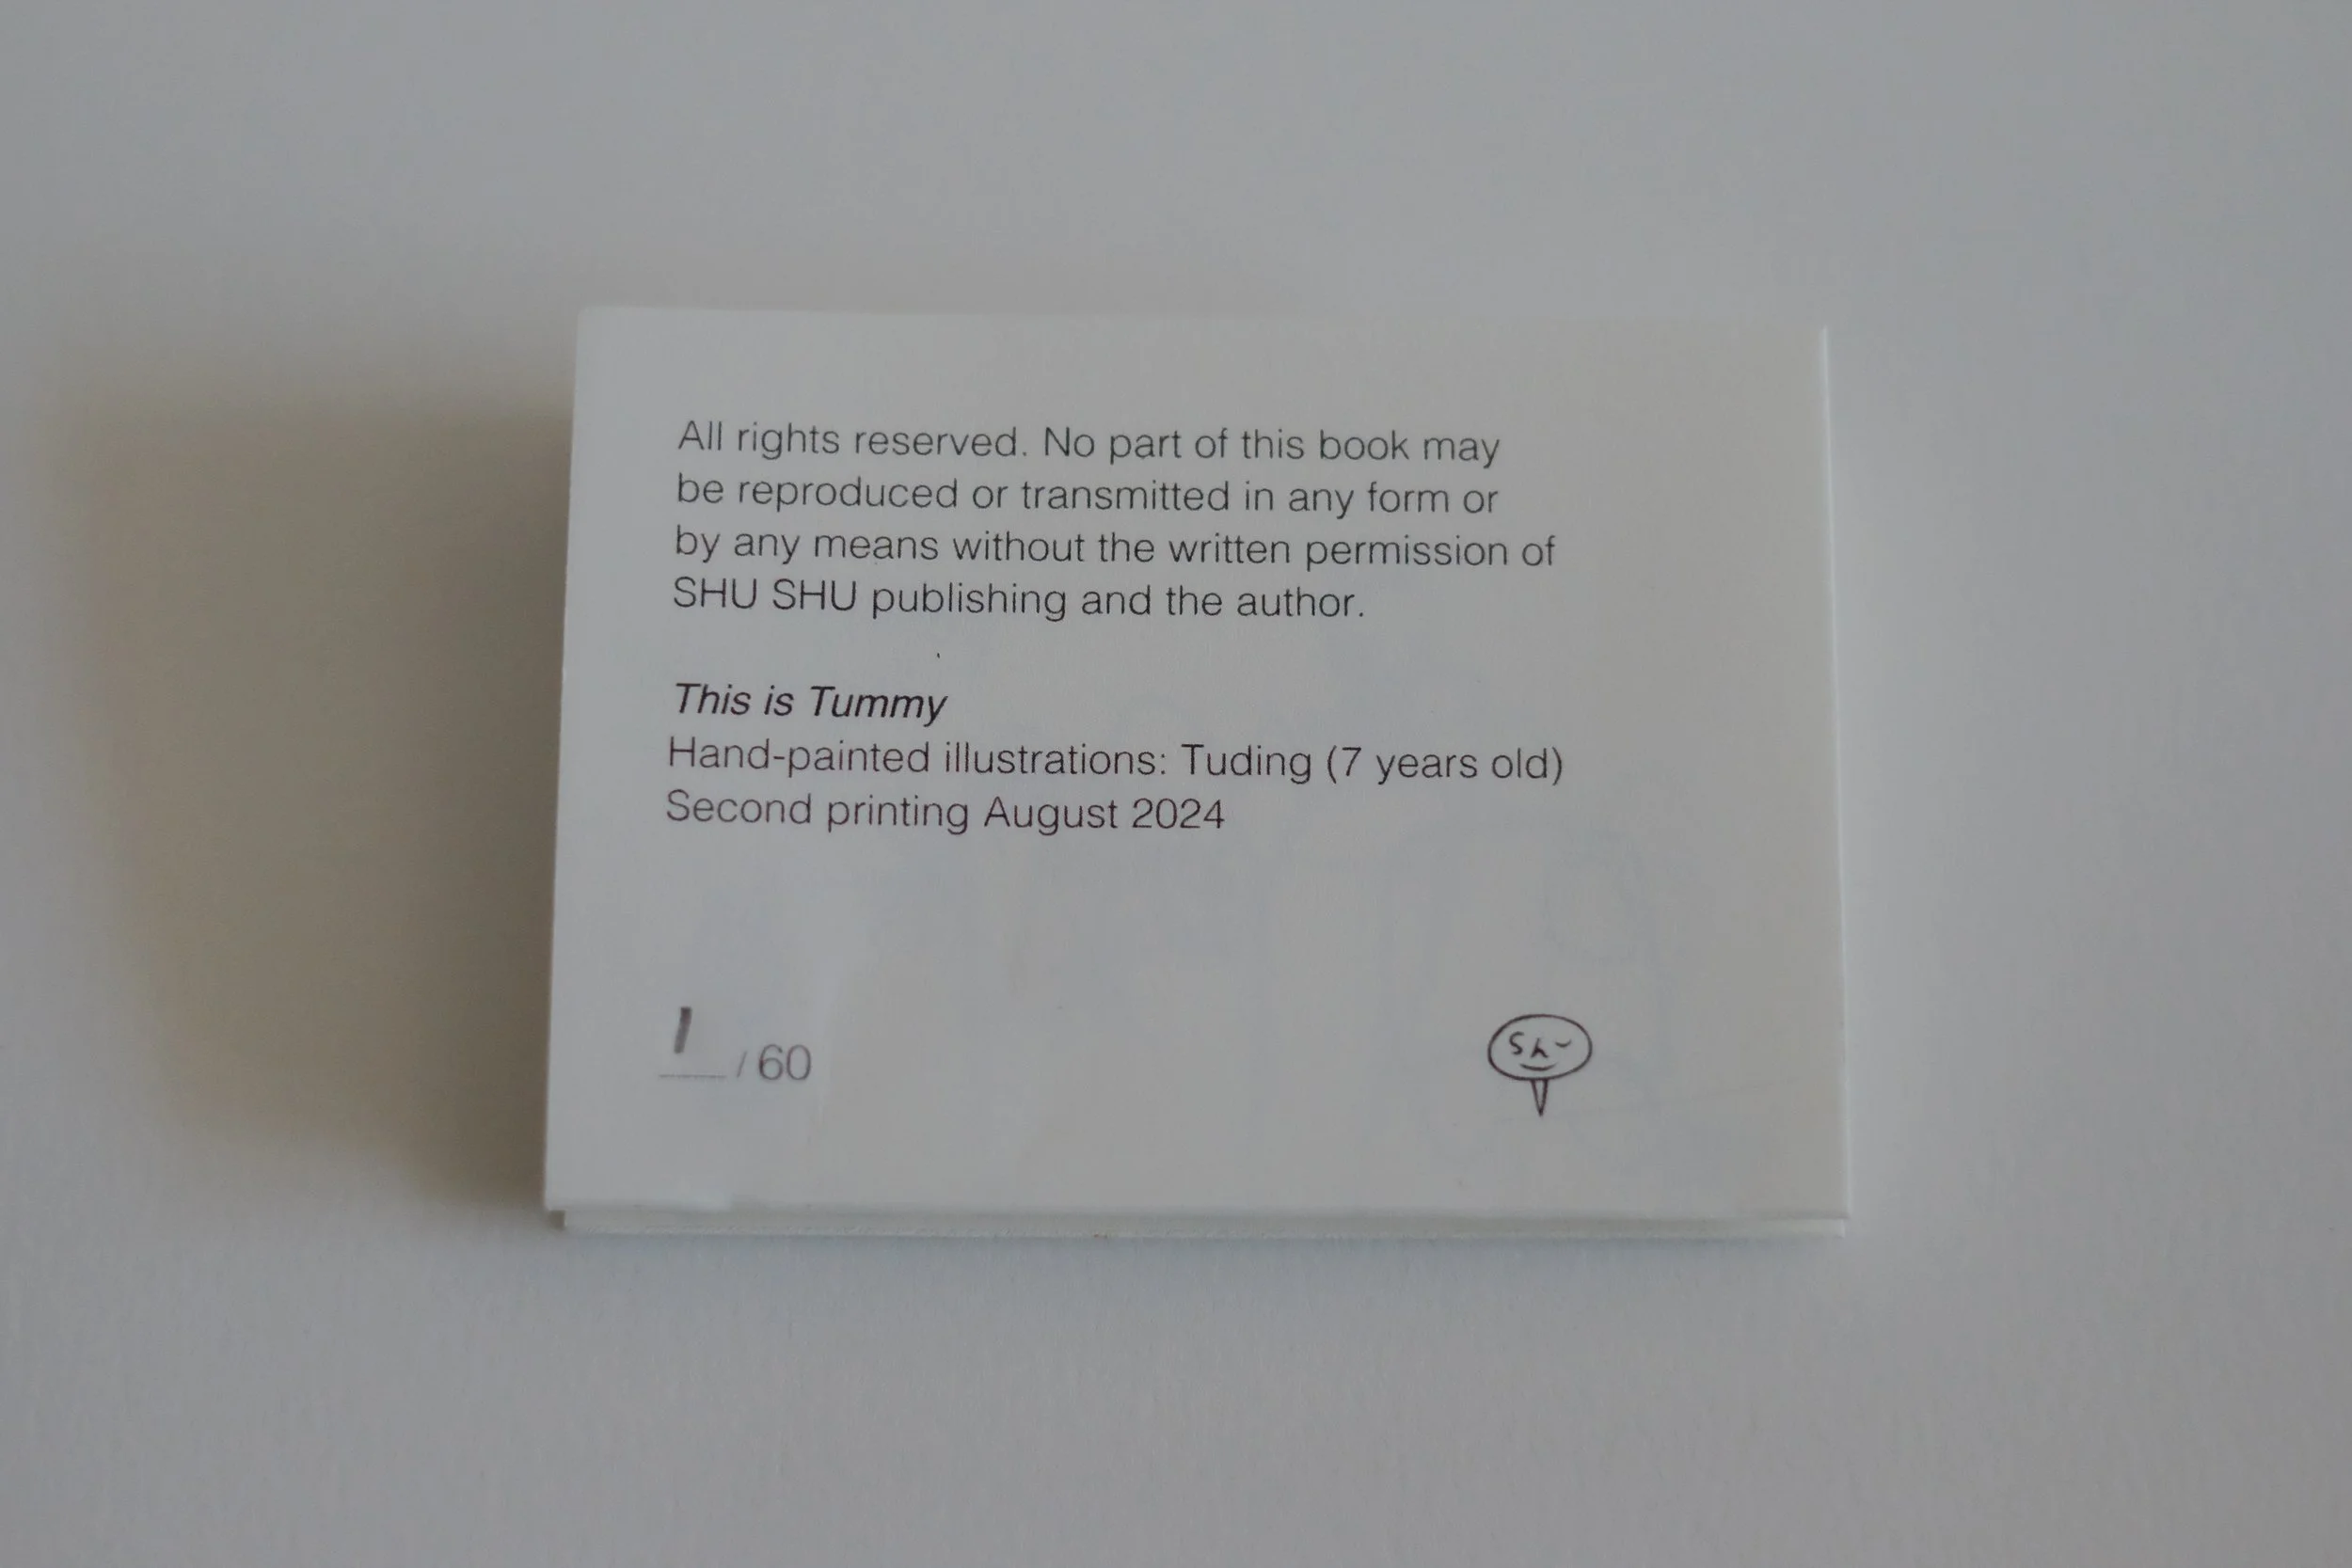 All rights reserved. No part of this book may
be reproduced or transmitted in any form or
by any means without the written permission of
SHU SHU publishing and the author.
This is Tummy
Hand-painted illustrations: Tuding (7 years old)
Second printing August 2024
1 / 60
Sh